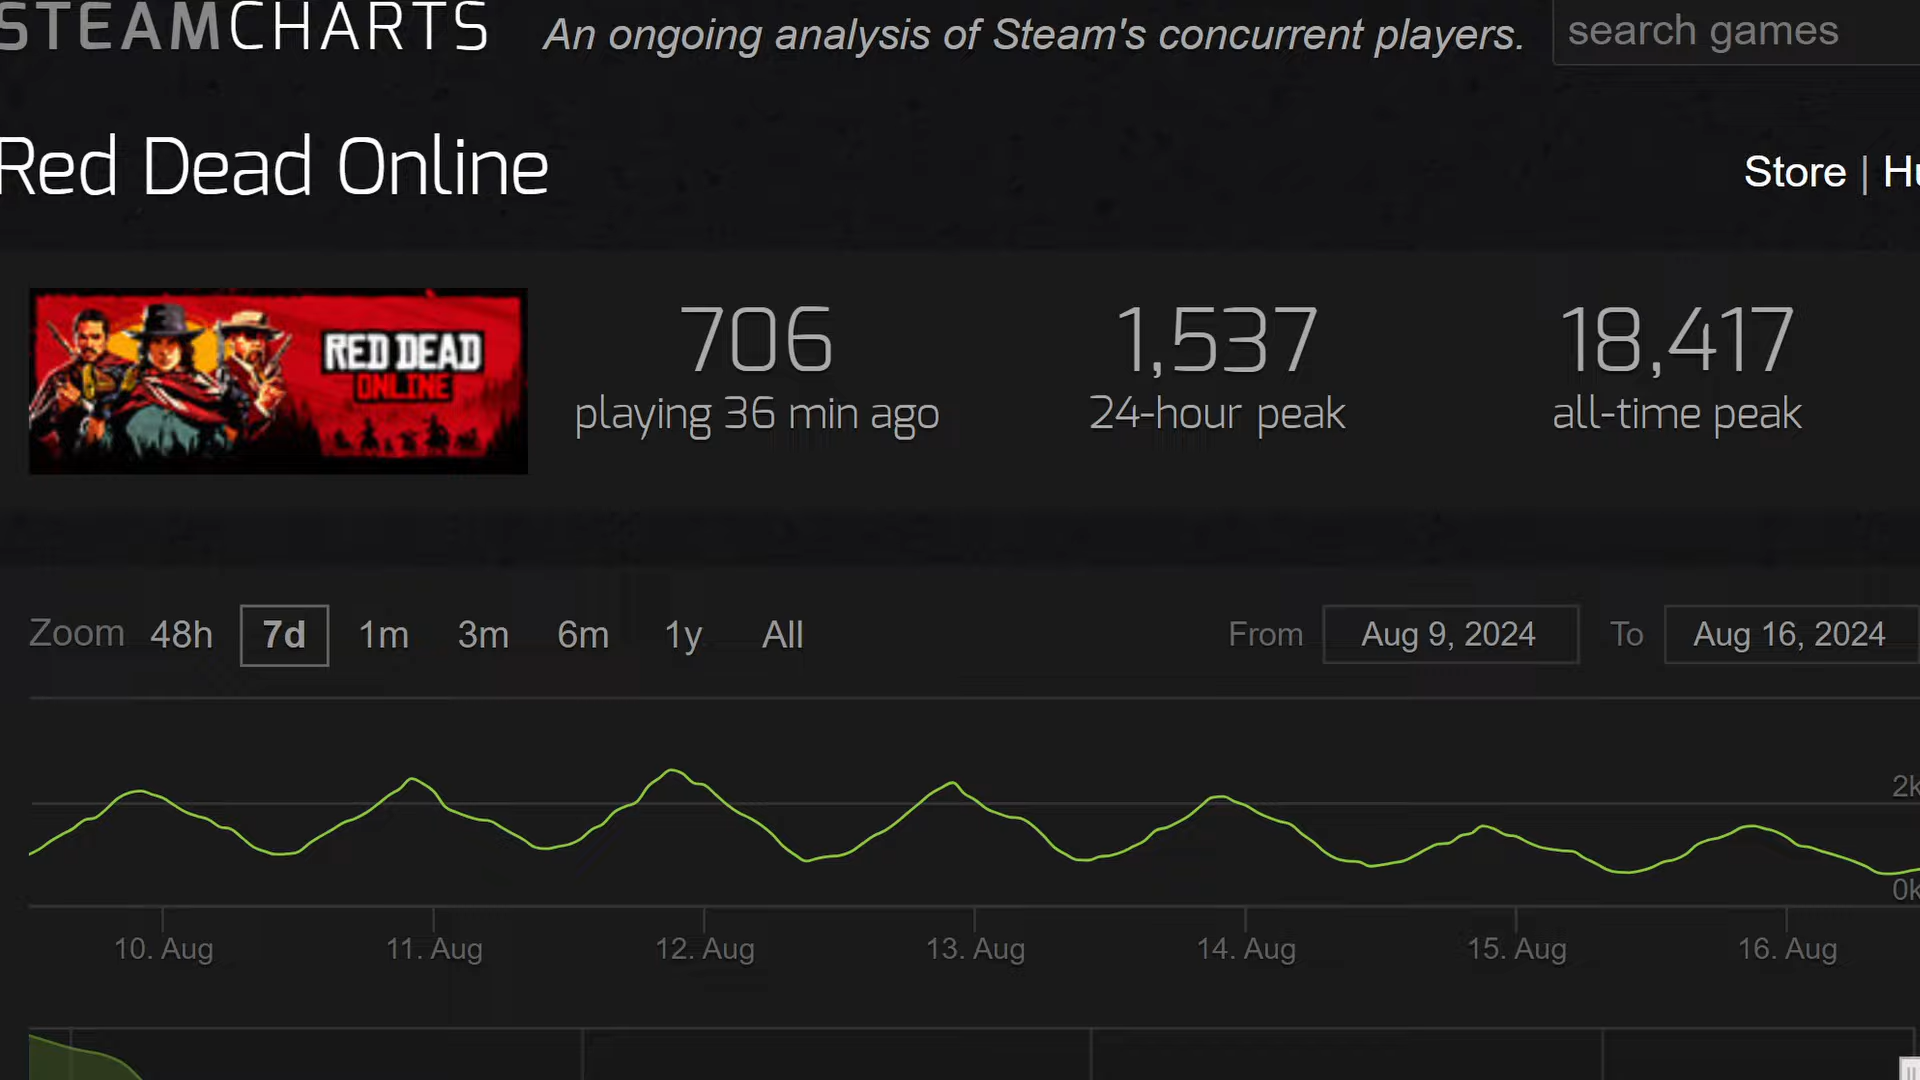 STEAMCHARTS An ongoing analysis of Steam's concurrent players. search games
Red Dead Online
Store |
RED DEAD
ONLINE
706
playing 36 min ago
1,537
24-hour peak
18,417
all-time peak
Zoom 48h 7d 1m 3m 6m 1y All From Aug 9, 2024 To Aug 16, 2024
2k
0k
10. Aug 11. Aug 12. Aug 13. Aug 14. Aug 15. Aug 16. Aug